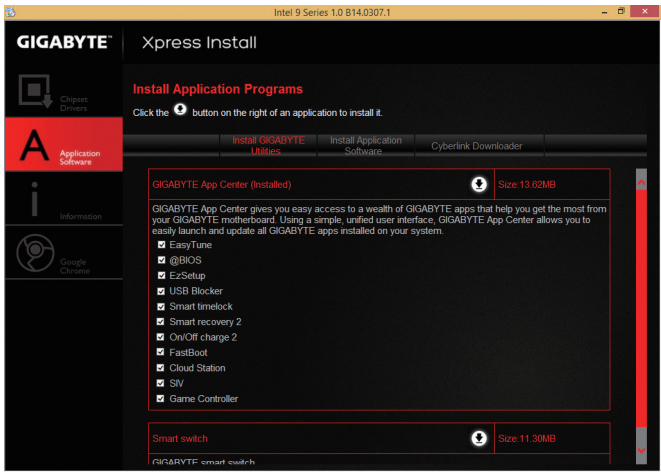 Intel 9 Series 1.0 B14.0307.1
GIGABYTE™
Xpress Install
Chipset
Drivers
Application
Software
Information
Google
Chrome
Install Application Programs
Click the button on the right of an application to install it.
Install GIGABYTE
Utilities
Install Application
Software
Cyberlink Downloader
GIGABYTE App Center (Installed)
Size:13.62MB
GIGABYTE App Center gives you easy access to a wealth of GIGABYTE apps that help you get the most from
your GIGABYTE motherboard. Using a simple, unified user interface, GIGABYTE App Center allows you to
easily launch and update all GIGABYTE apps installed on your system.
EasyTune
@BIOS
EzSetup
USB Blocker
Smart timelock
Smart recovery 2
On/Off charge 2
FastBoot
Cloud Station
SIV
Game Controller
Smart switch
Size:11.30MB
GIGABYTE smart switch